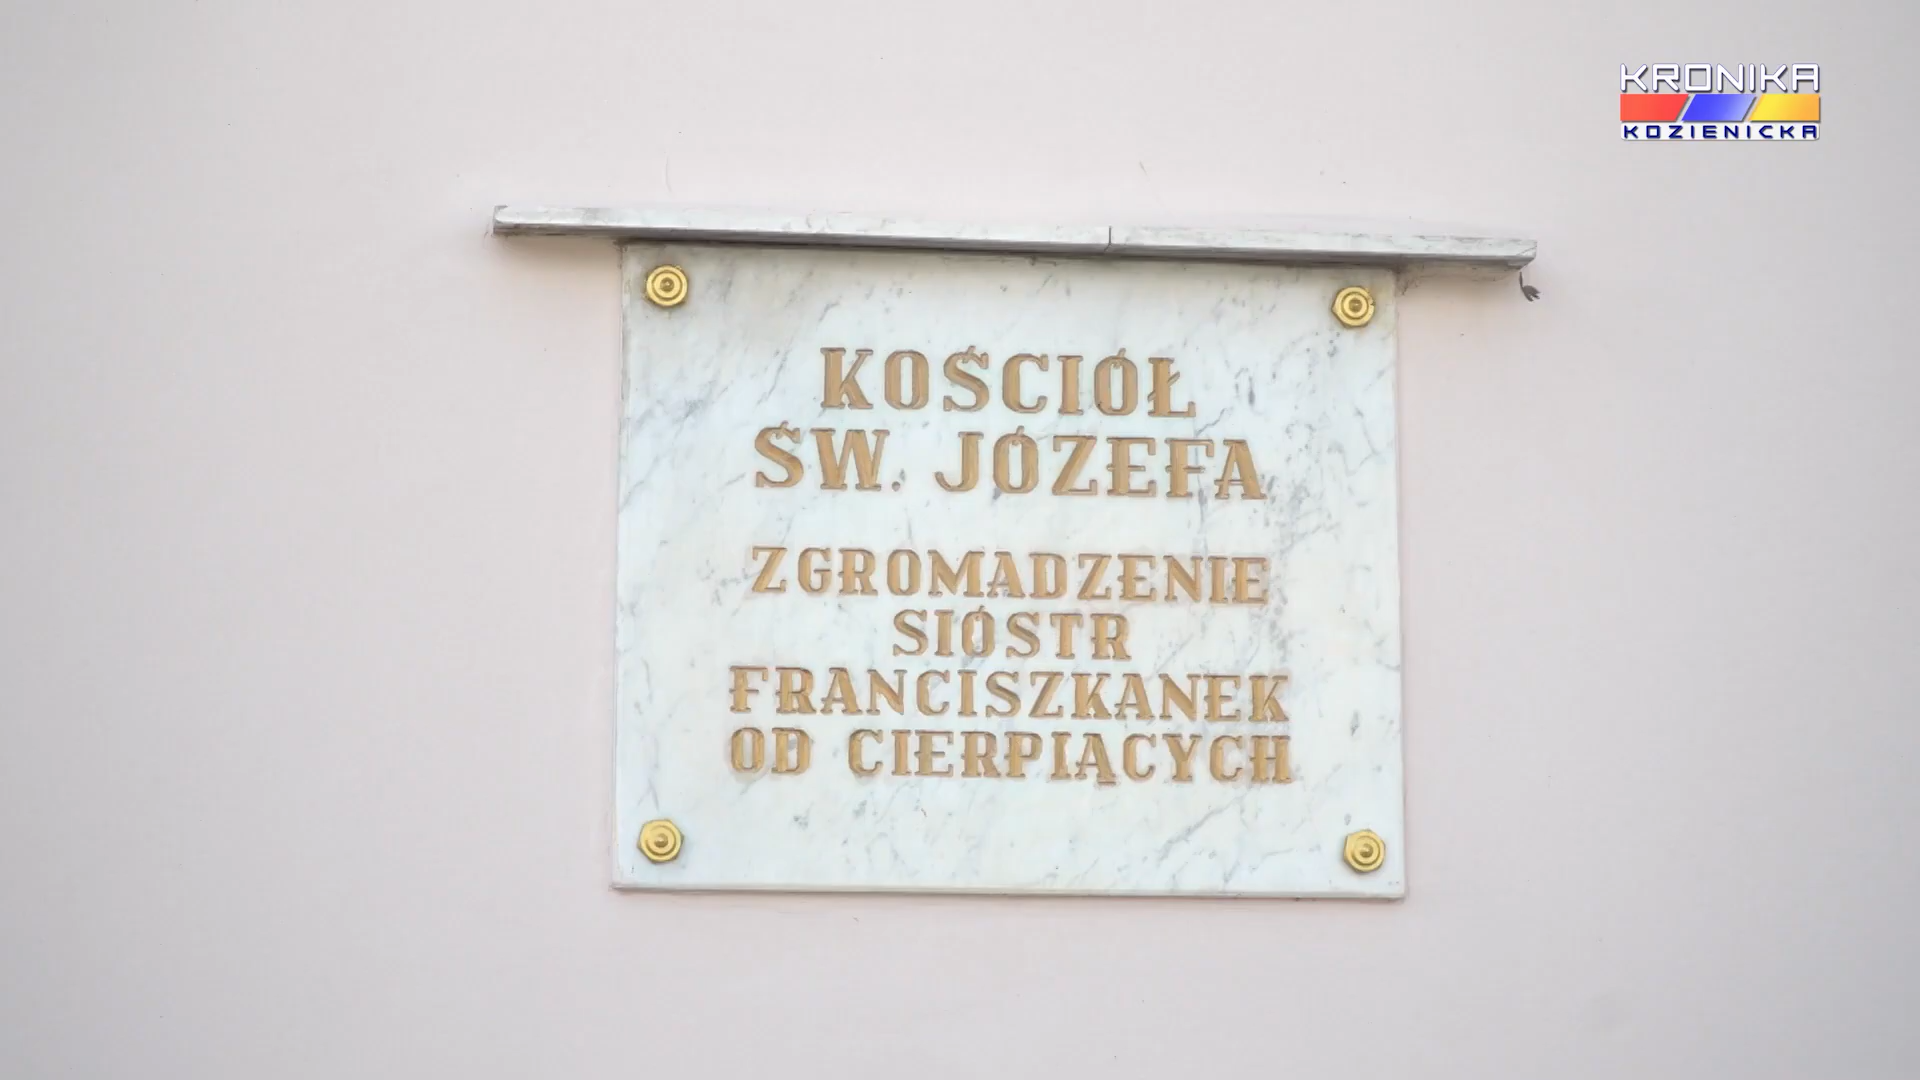 KRONIKA
KOZIENICKA
KOŚCIÓŁ
ŚW. JÓZEFA
ZGROMADZENIE
SIÓSTR
FRANCISZKANEK
OD CIERPIĄCYCH